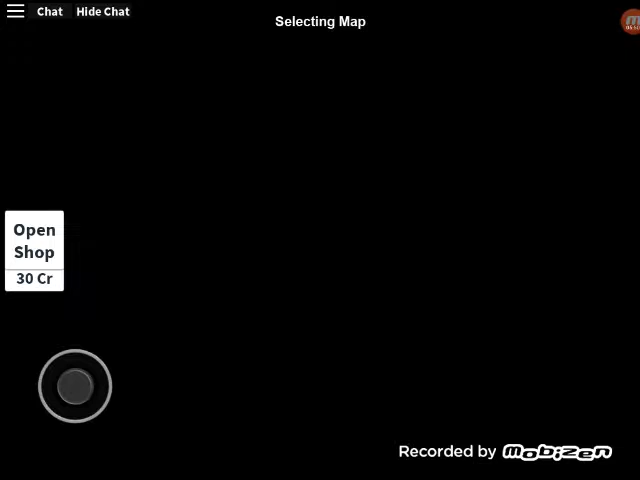 Chat Hide Chat
Selecting Map
Open
Shop
30 Cr
Recorded by Mobizen